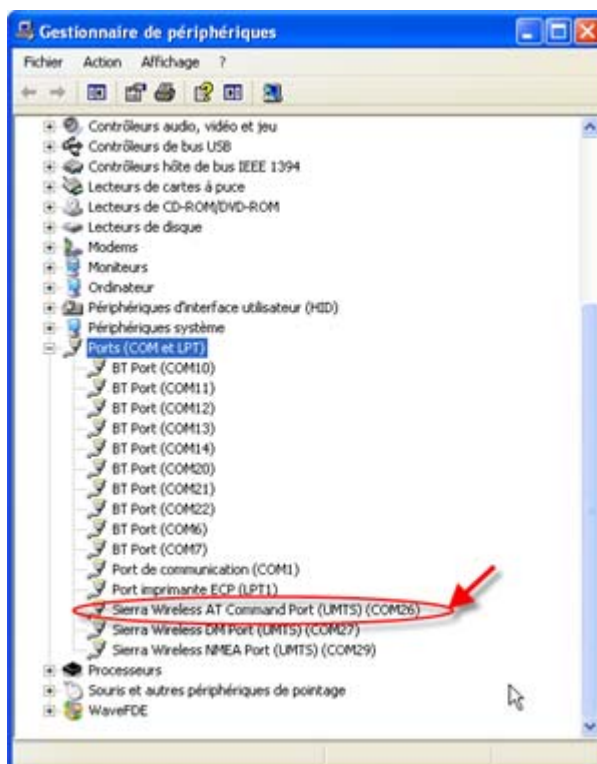 Gestionnaire de périphériques
Fichier Action Affichage ?
Contrôleurs audio, vidéo et jeu
Contrôleurs de bus USB
Contrôleurs hôte de bus IEEE 1394
Lecteurs de cartes à puce
Lecteurs de CD-ROM/DVD-ROM
Lecteurs de disque
Modems
Moniteurs
Ordinateur
Périphériques d'interface utilisateur (HID)
Périphériques système
Ports (COM et LPT)
BT Port (COM10)
BT Port (COM11)
BT Port (COM12)
BT Port (COM13)
BT Port (COM14)
BT Port (COM20)
BT Port (COM21)
BT Port (COM22)
BT Port (COM6)
BT Port (COM7)
Port de communication (COM1)
Port imprimante ECP (LPT1)
Sierra Wireless AT Command Port (UMTS) (COM26)
Sierra Wireless DM Port (UMTS) (COM27)
Sierra Wireless NMEA Port (UMTS) (COM29)
Processeurs
Souris et autres périphériques de pointage
WaveFDE